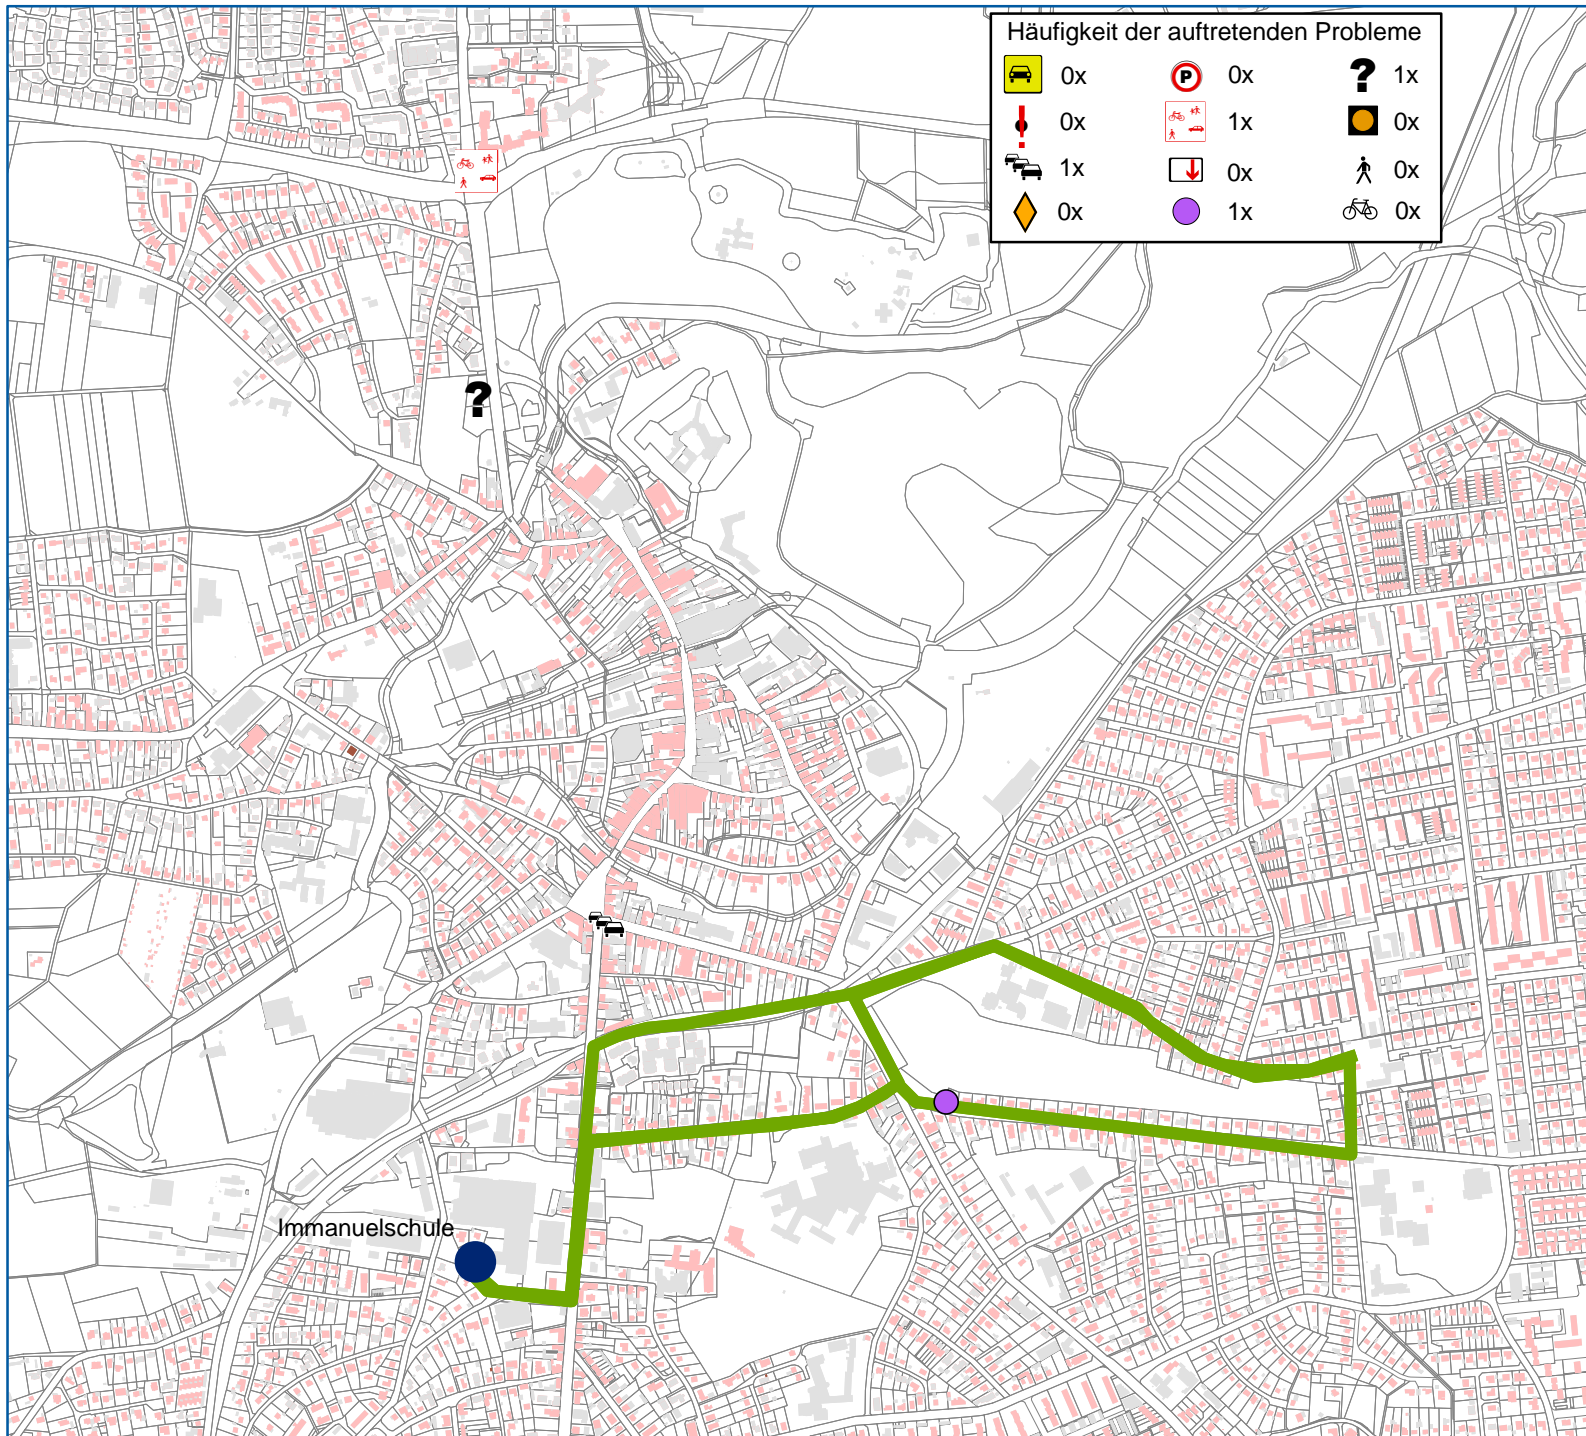 Häufigkeit der auftretenden Probleme
0x P 0x ? 1x
0x 1x 0x
1x 0x 0x
0x 1x 0x
?
Immanuelschule